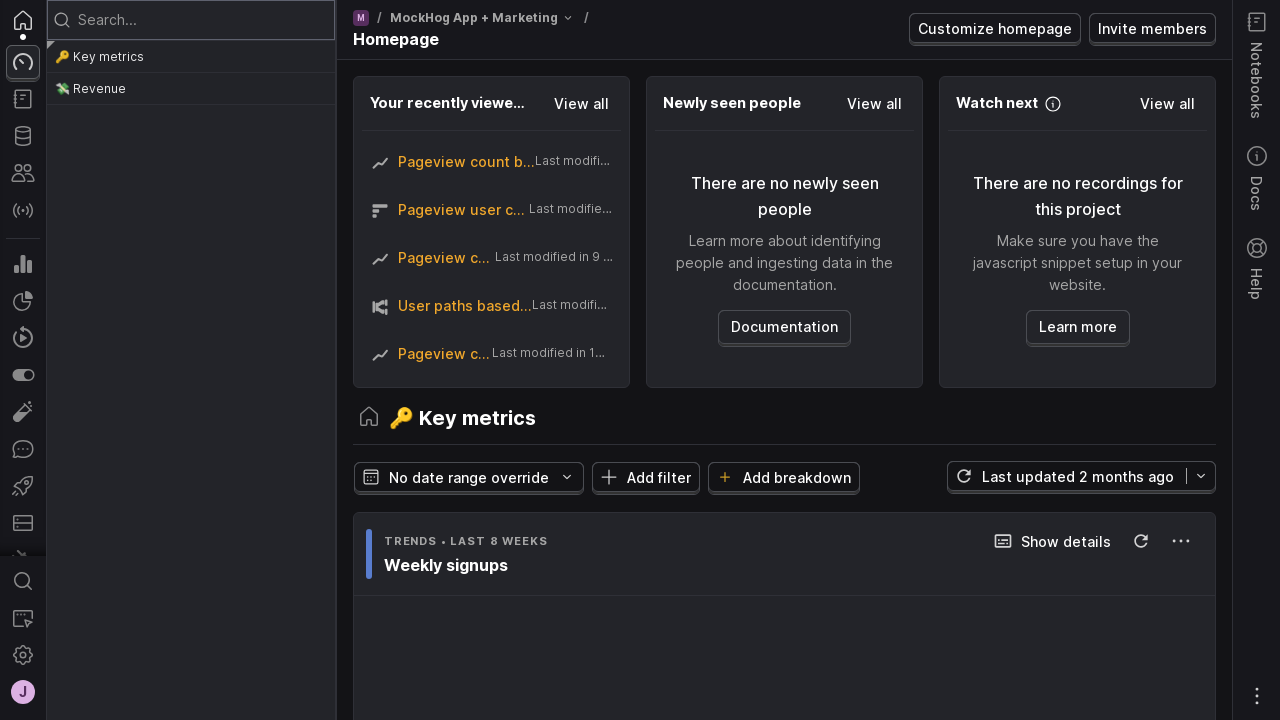 Search...
🔑 Key metrics
💸 Revenue
J
M / MockHog App + Marketing /
Homepage
Customize homepage
Invite members
Your recently viewe...
View all
Pageview count b... Last modifi...
Pageview user c... Last modifie...
Pageview c... Last modified in 9 ...
User paths based... Last modifi...
Pageview c... Last modified in 1...
Newly seen people
View all
There are no newly seen
people
Learn more about identifying
people and ingesting data in the
documentation.
Documentation
Watch next
View all
There are no recordings for
this project
Make sure you have the
javascript snippet setup in your
website.
Learn more
🔑 Key metrics
No date range override
Add filter
Add breakdown
Last updated 2 months ago
TRENDS • LAST 8 WEEKS
Weekly signups
Show details
Notebooks
Docs
Help